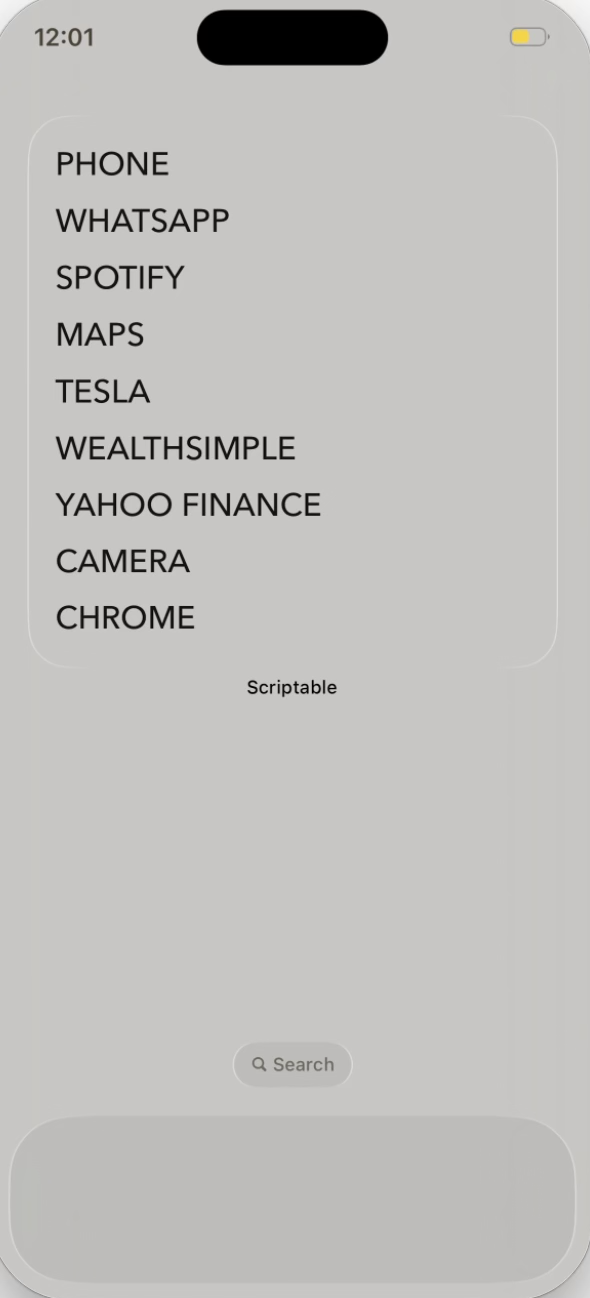 12:01
PHONE
WHATSAPP
SPOTIFY
MAPS
TESLA
WEALTHSIMPLE
YAHOO FINANCE
CAMERA
CHROME
Scriptable
Search